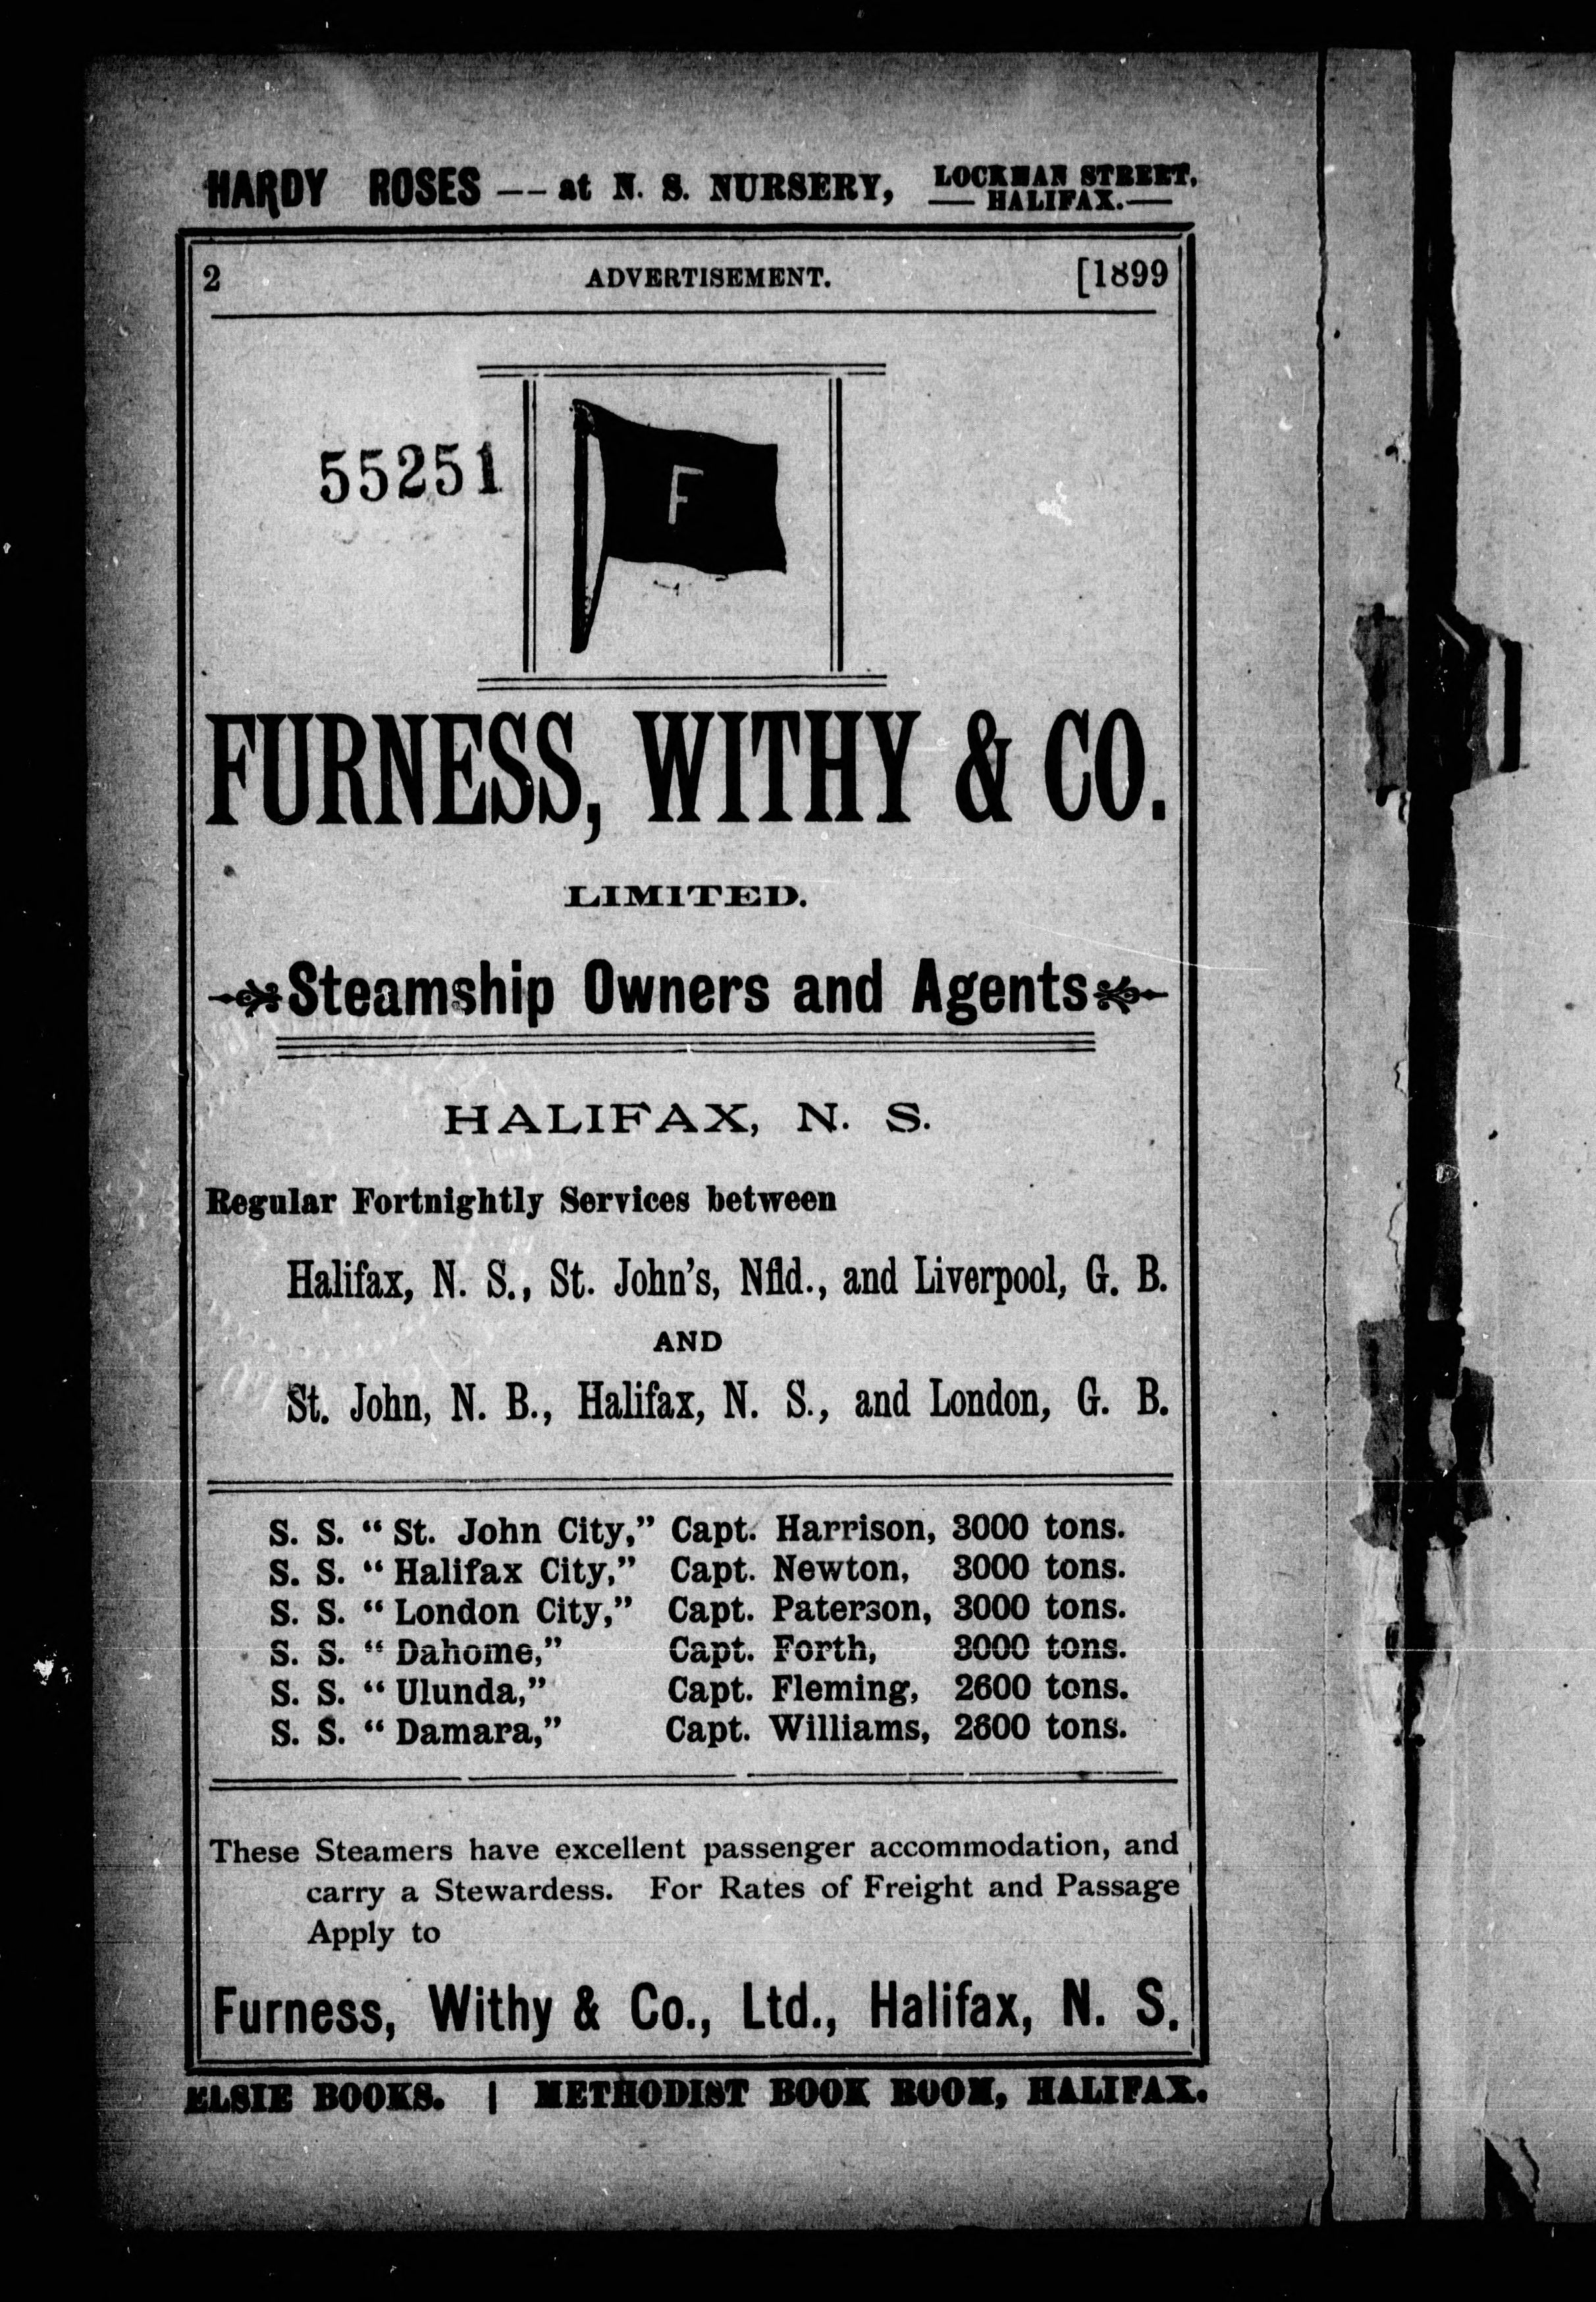 HARDY ROSES -- at N. S. NURSERY, LOCKMAN STREET,
HALIFAX.
2 ADVERTISEMENT. [1899
55251
F
FURNESS, WITHY & CO.
LIMITED.
Steamship Owners and Agents
HALIFAX, N. S.
Regular Fortnightly Services between
Halifax, N. S., St. John's, Nfld., and Liverpool, G. B.
AND
St. John, N. B., Halifax, N. S., and London, G. B.
S. S. “ St. John City,” Capt. Harrison, 3000 tons.
S. S. “ Halifax City,” Capt. Newton, 3000 tons.
S. S. “ London City,” Capt. Paterson, 3000 tons.
S. S. “ Dahome,” Capt. Forth, 3000 tons.
S. S. “ Ulunda,” Capt. Fleming, 2600 tons.
S. S. “ Damara,” Capt. Williams, 2600 tons.
These Steamers have excellent passenger accommodation, and
carry a Stewardess. For Rates of Freight and Passage
Apply to
Furness, Withy & Co., Ltd., Halifax, N. S.
ELSIE BOOKS. | METHODIST BOOK ROOM, HALIFAX.